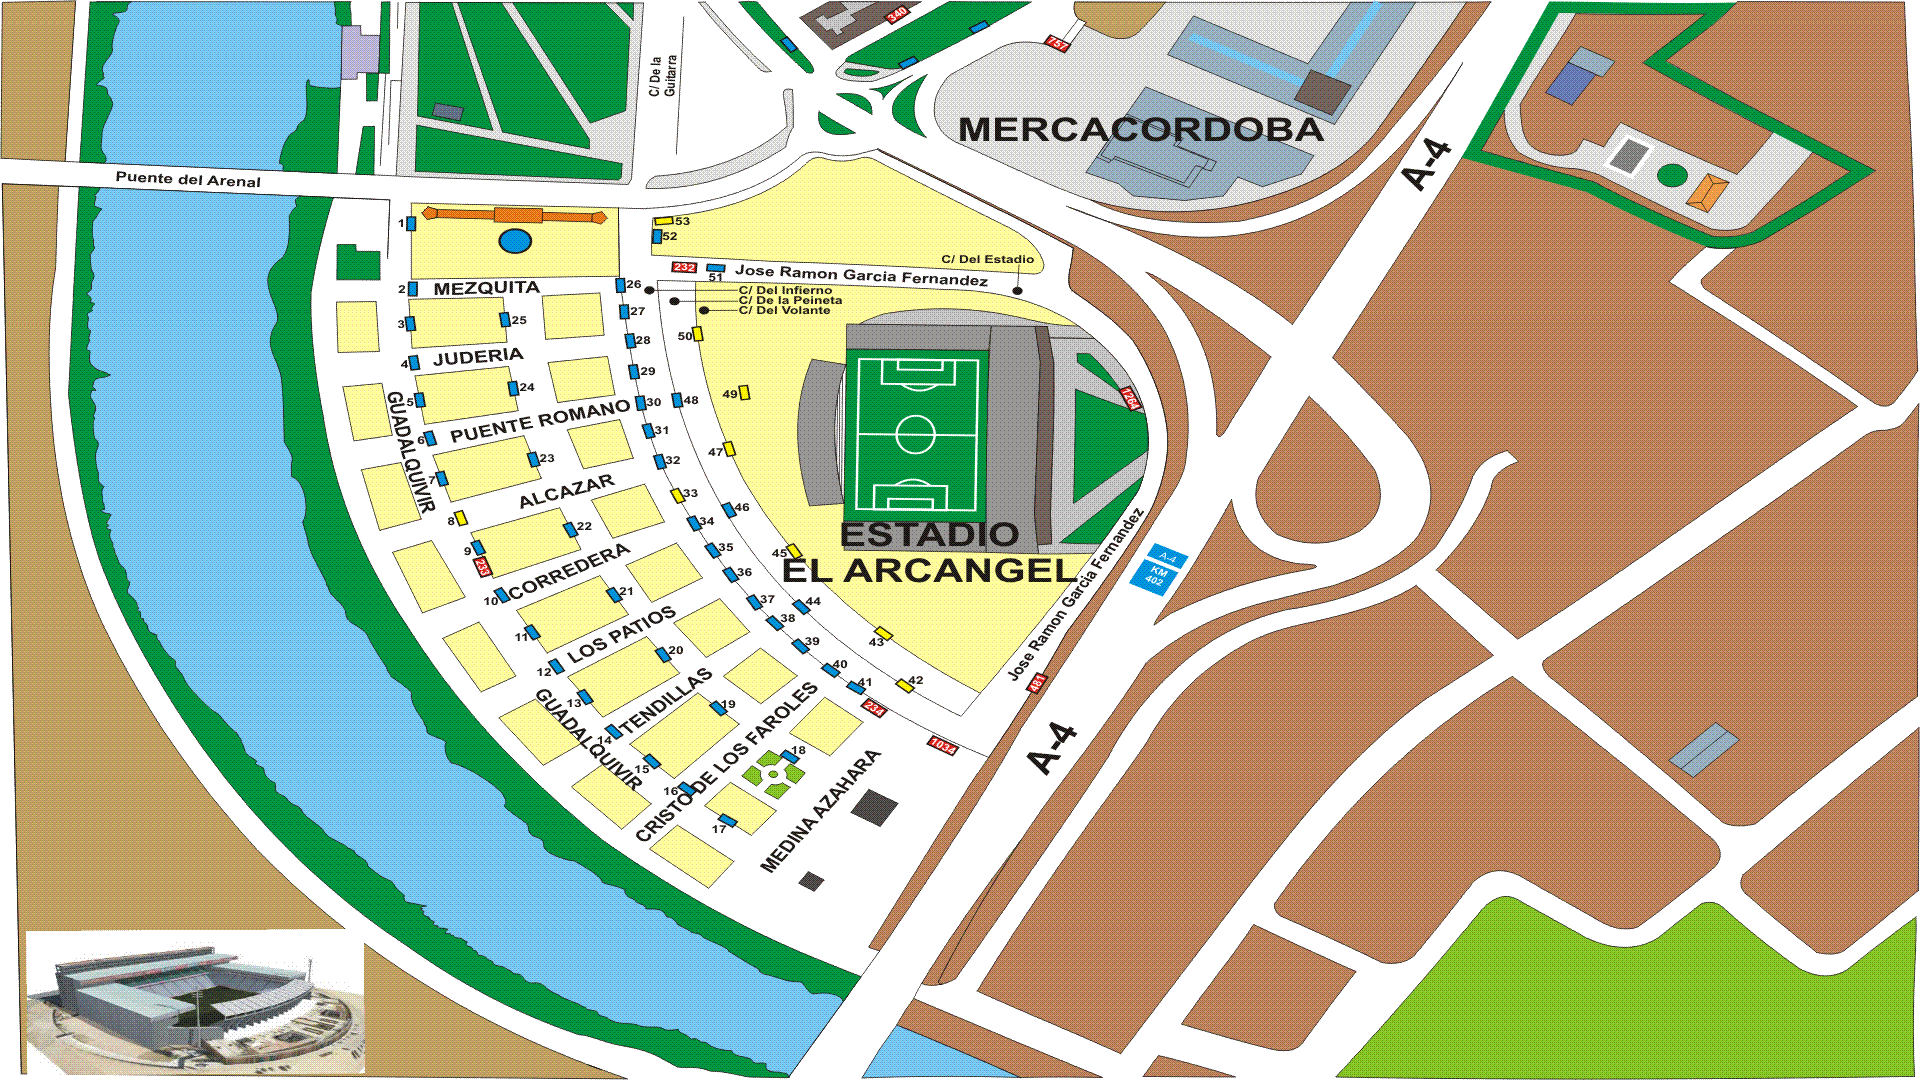 340
757
C/ De la
Guitarra
MERCACORDOBA
A-4
Puente del Arenal
1
53
52
232
51
Jose Ramon Garcia Fernandez
C/ Del Estadio
2
MEZQUITA
26
C/ Del Infierno
C/ De la Peineta
C/ Del Volante
3
25
27
50
28
4
JUDERIA
29
24
49
48
1264
5
GUADALQUIVIR
30
PUENTE ROMANO
6
31
23
32
47
7
ALCAZAR
33
8
46
34
22
ESTADIO
EL ARCANGEL
9
233
35
45
36
CORREDERA
10
21
37
44
38
Jose Ramon Garcia Fernandez
A-4
KM
402
11
LOS PATIOS
39
43
12
20
40
41
42
481
13
GUADALQUIVIR
TENDILLAS
19
234
14
1034
A-4
15
18
16
CRISTO DE LOS FAROLES
17
MEDINA AZAHARA